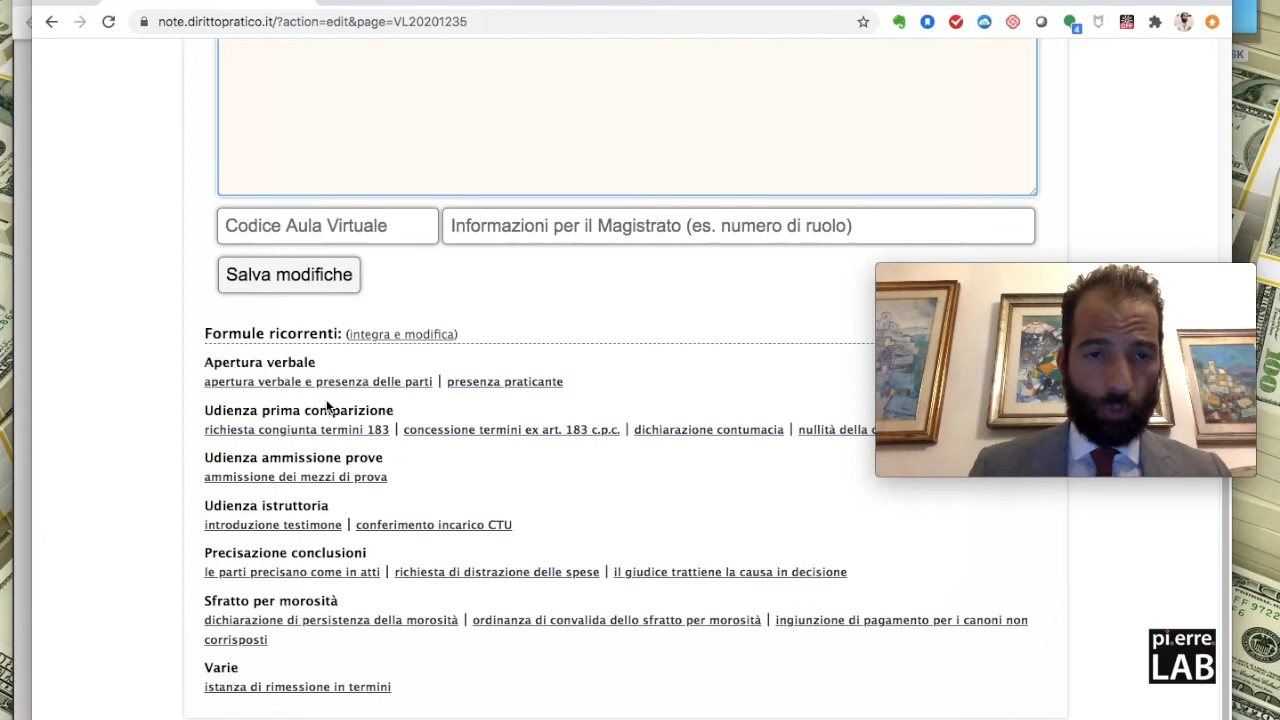 note.dirittopratico.it/?action=edit&page=VL20201235
4
OFF
SK
Codice Aula Virtuale
Informazioni per il Magistrato (es. numero di ruolo)
Salva modifiche
Formule ricorrenti: (integra e modifica)
Apertura verbale
apertura verbale e presenza delle parti | presenza praticante
Udienza prima comparizione
richiesta congiunta termini 183 | concessione termini ex art. 183 c.p.c. | dichiarazione contumacia | nullità della c
Udienza ammissione prove
ammissione dei mezzi di prova
Udienza istruttoria
introduzione testimone | conferimento incarico CTU
Precisazione conclusioni
le parti precisano come in atti | richiesta di distrazione delle spese | il giudice trattiene la causa in decisione
Sfratto per morosità
dichiarazione di persistenza della morosità | ordinanza di convalida dello sfratto per morosità | ingiunzione di pagamento per i canoni non
corrisposti
Varie
istanza di rimessione in termini
pi.erre.
LAB